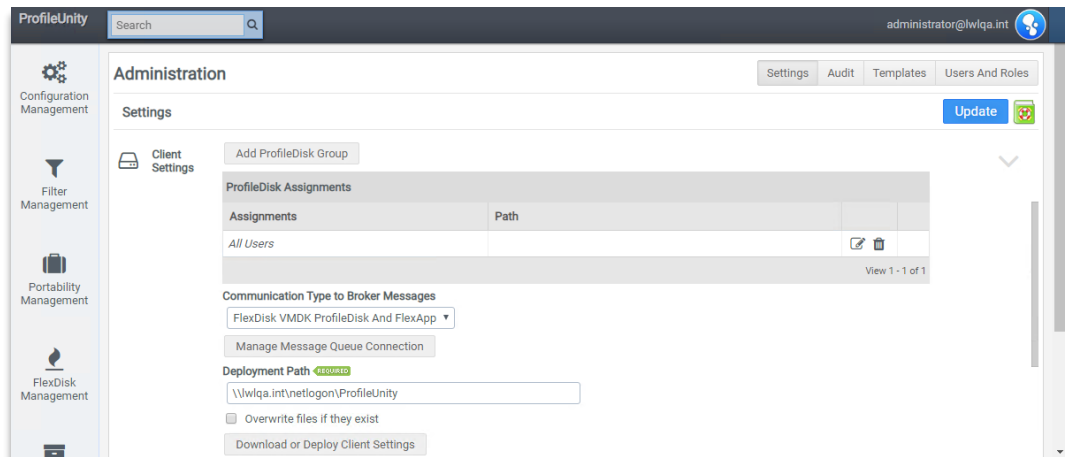 ProfileUnity
Search
administrator@lwlqa.int
Configuration
Management
Filter
Management
Portability
Management
FlexDisk
Management
Administration
Settings Audit Templates Users And Roles
Settings
Update
Client
Settings
Add ProfileDisk Group
ProfileDisk Assignments
Assignments Path
All Users
View 1 - 1 of 1
Communication Type to Broker Messages
FlexDisk VMDK ProfileDisk And FlexApp
Manage Message Queue Connection
Deployment Path REQUIRED
\\lwlqa.int\netlogon\ProfileUnity
Overwrite files if they exist
Download or Deploy Client Settings